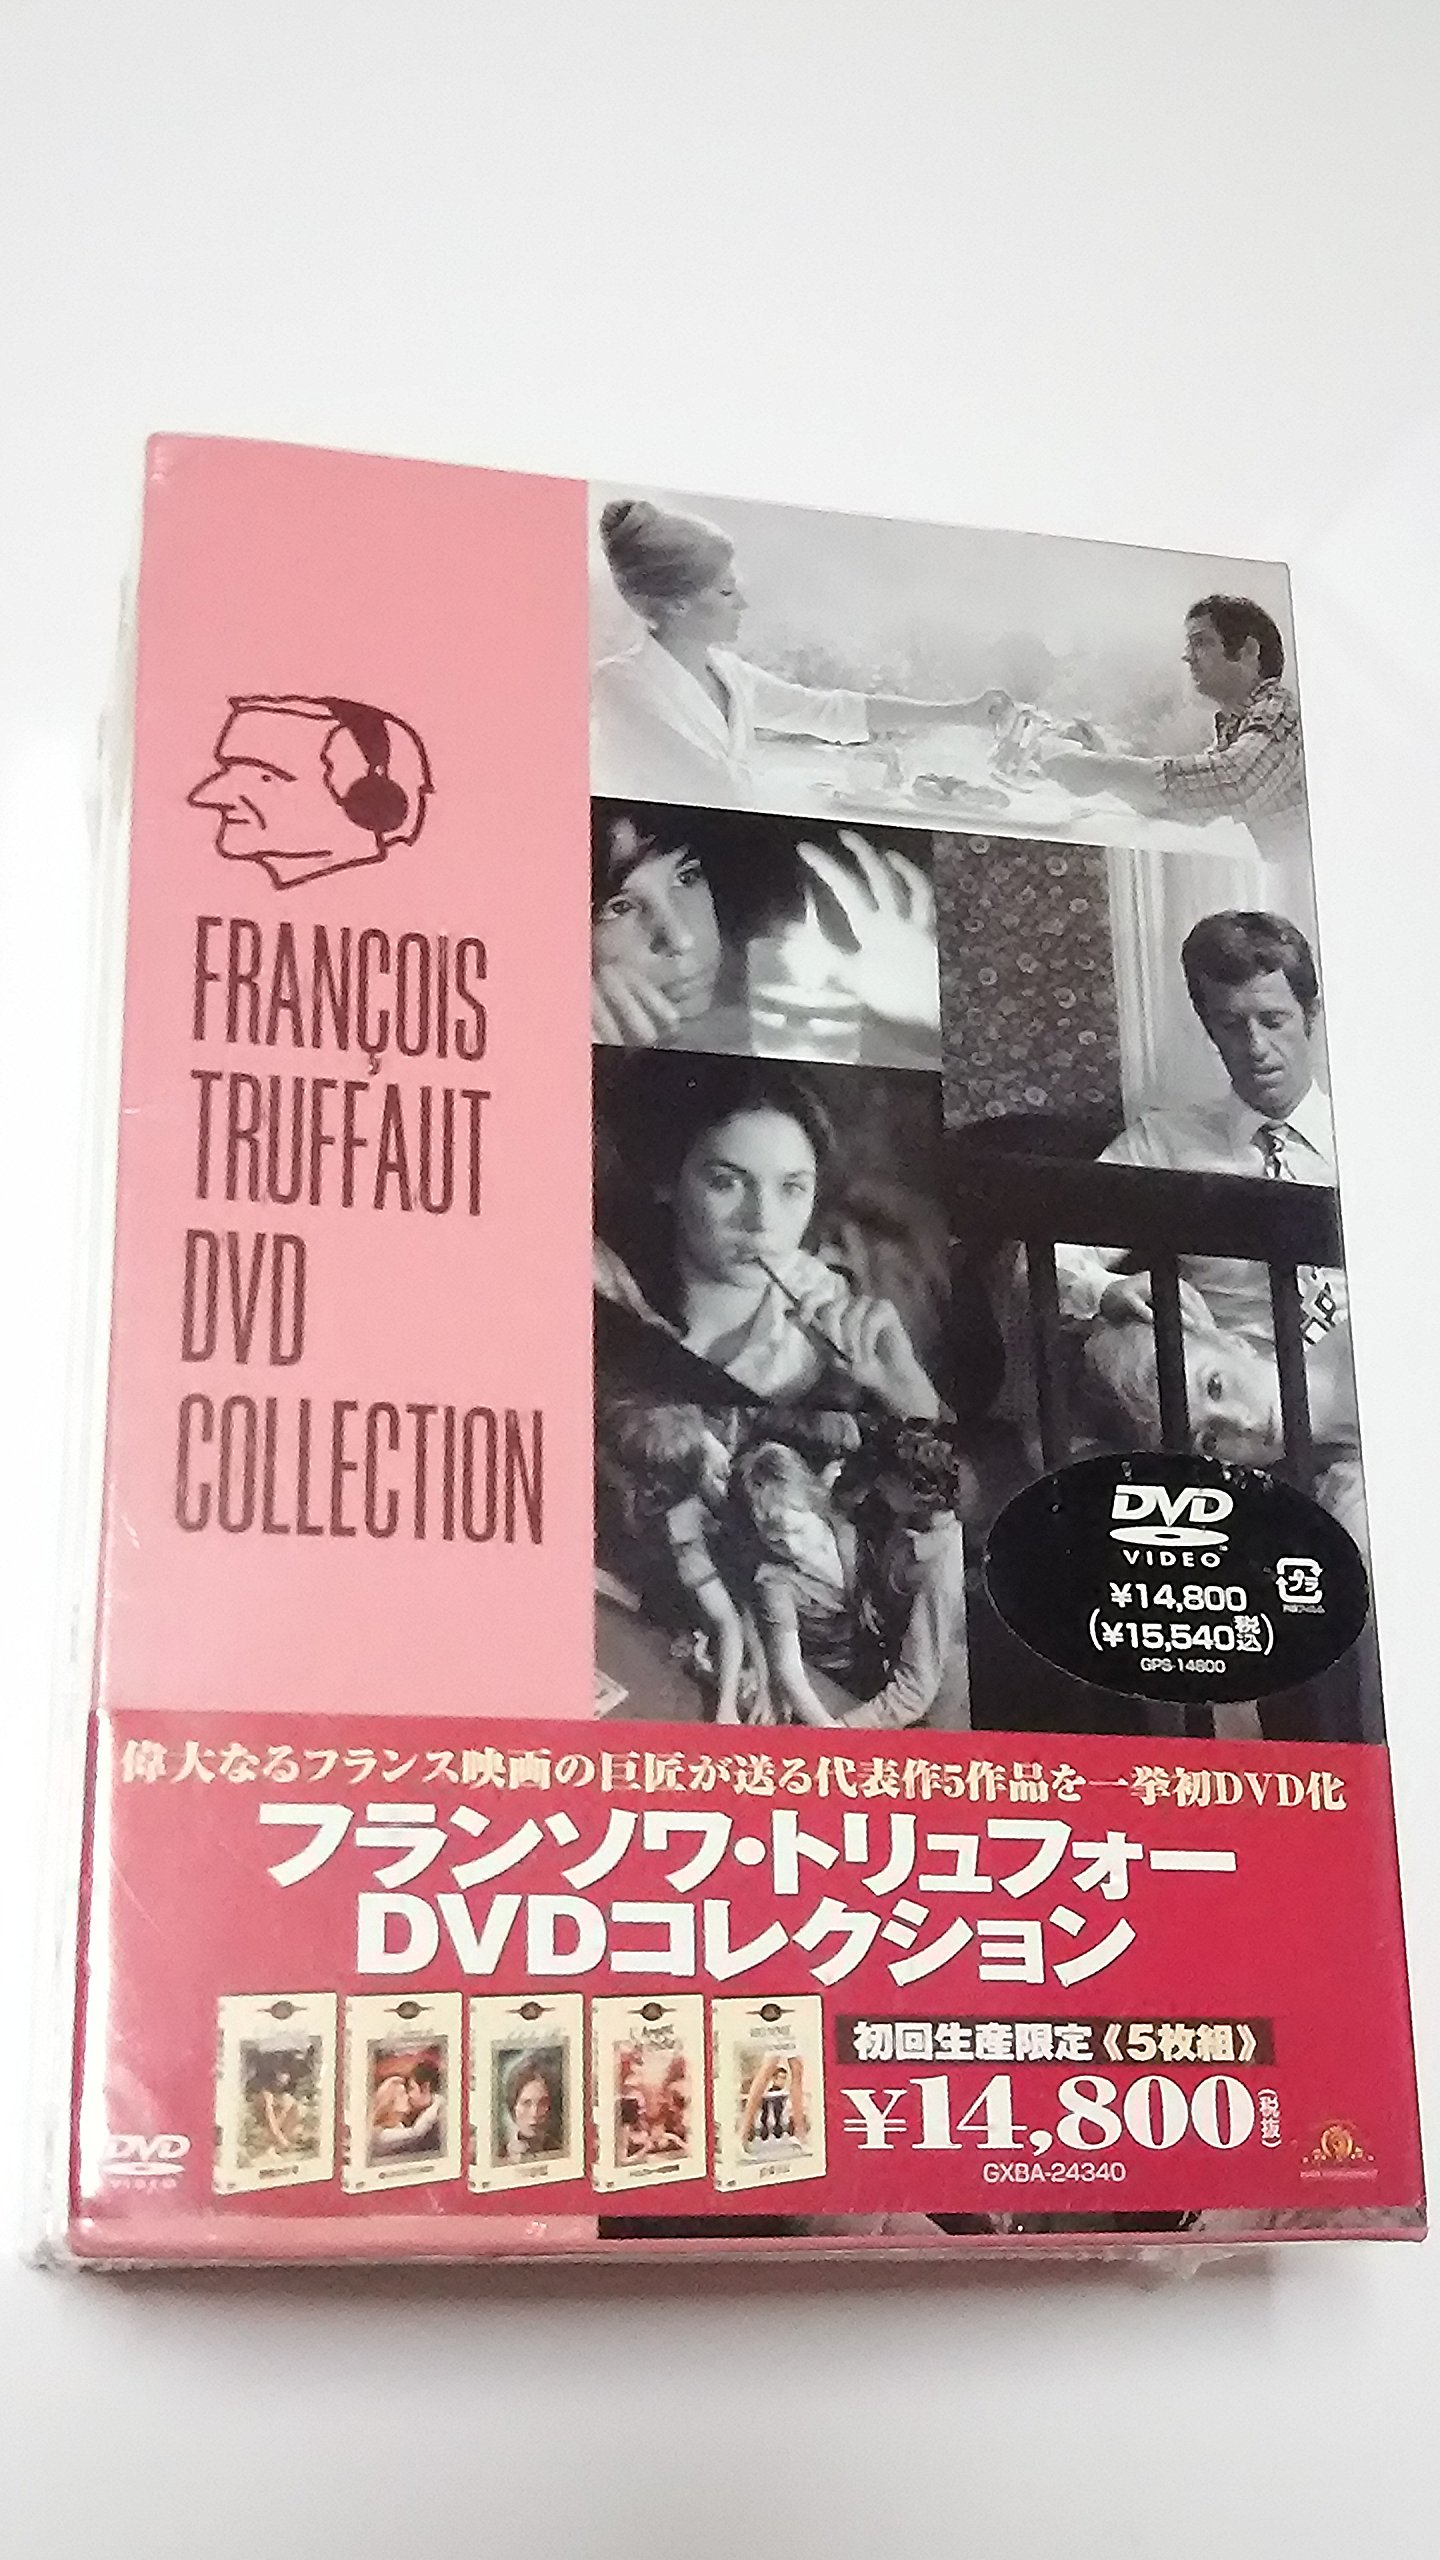 FRANÇOIS
TRUFFAUT
DVD
COLLECTION
DVD
VIDEO
¥14,800
(¥15,540税込)
GPS-14800
プラ
偉大なるフランス映画の巨匠が送る代表作5作品を一挙初DVD化
フランソワ・トリュフォー
DVDコレクション
初回生産限定《5枚組》
¥14,800(税抜)
GXBA-24340
DVD
VIDEO